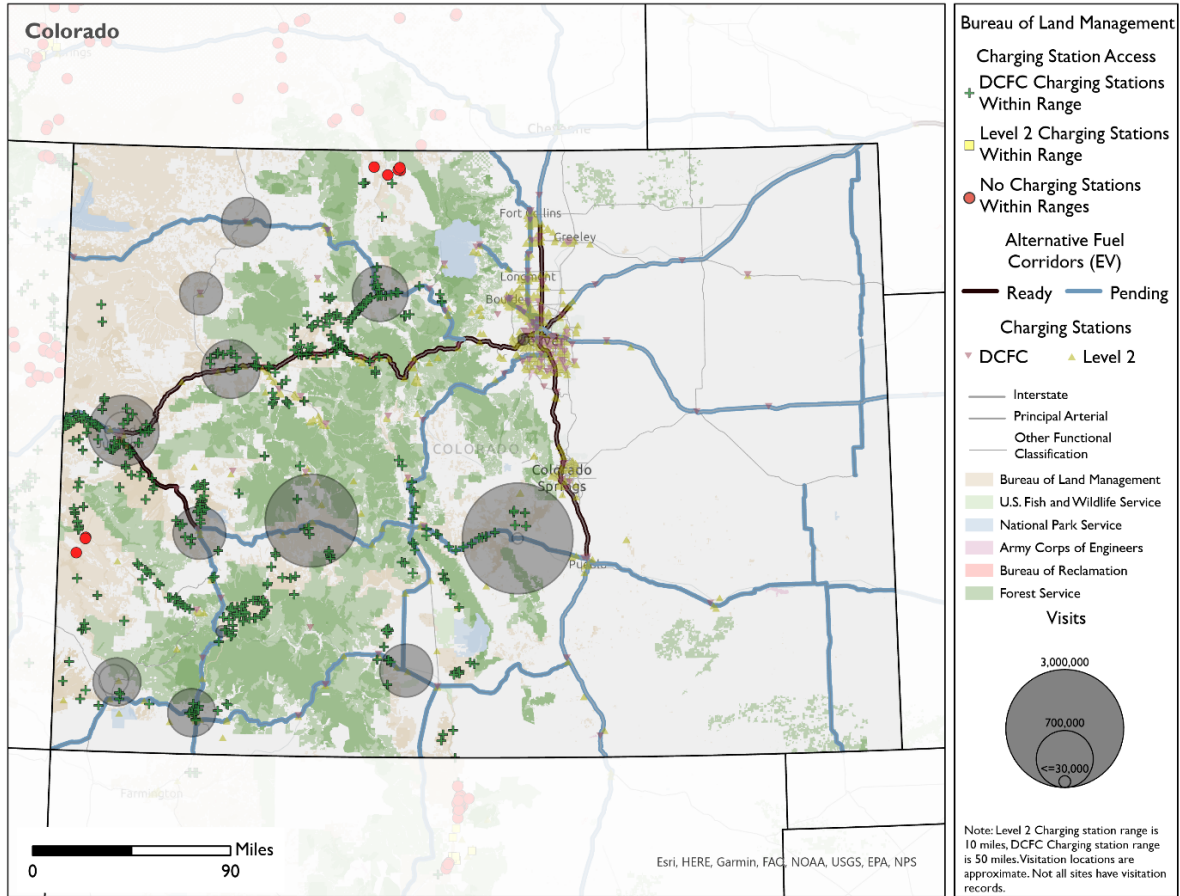 Colorado
Rock Springs
Cheyenne
Fort Collins
Greeley
Longmont
Boulder
Denver
COLORADO
Colorado
Springs
Pueblo
Farmington
Miles
0 90
Esri, HERE, Garmin, FAO, NOAA, USGS, EPA, NPS
Bureau of Land Management
Charging Station Access
DCFC Charging Stations
Within Range
Level 2 Charging Stations
Within Range
No Charging Stations
Within Ranges
Alternative Fuel
Corridors (EV)
Ready Pending
Charging Stations
DCFC Level 2
Interstate
Principal Arterial
Other Functional
Classification
Bureau of Land Management
U.S. Fish and Wildlife Service
National Park Service
Army Corps of Engineers
Bureau of Reclamation
Forest Service
Visits
3,000,000
700,000
<=30,000
Note: Level 2 Charging station range is
10 miles, DCFC Charging station range
is 50 miles. Visitation locations are
approximate. Not all sites have visitation
records.